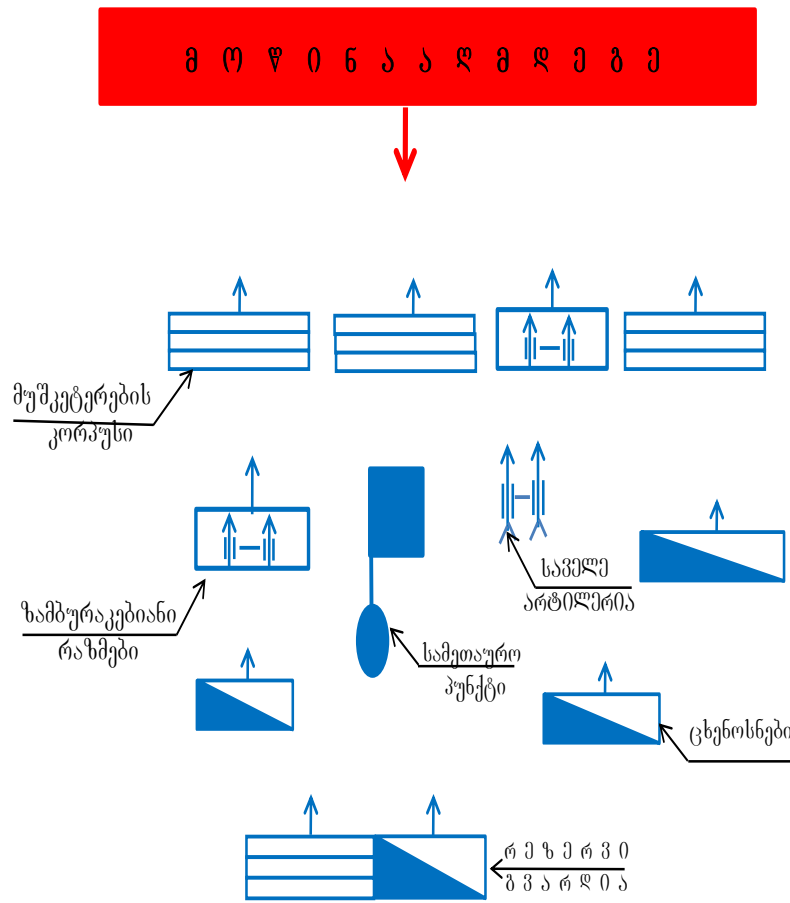 მ ო წ ი ნ ა ა ღ მ დ ე გ ე
მუშკეტერების
კორპუსი
საველე
არტილერია
ზამბურაკებიანი
რაზმები
სამეთაურო
პუნქტი
ცხენოსნები
რ ე ზ ე რ ვ ი
გ ვ ა რ დ ი ა